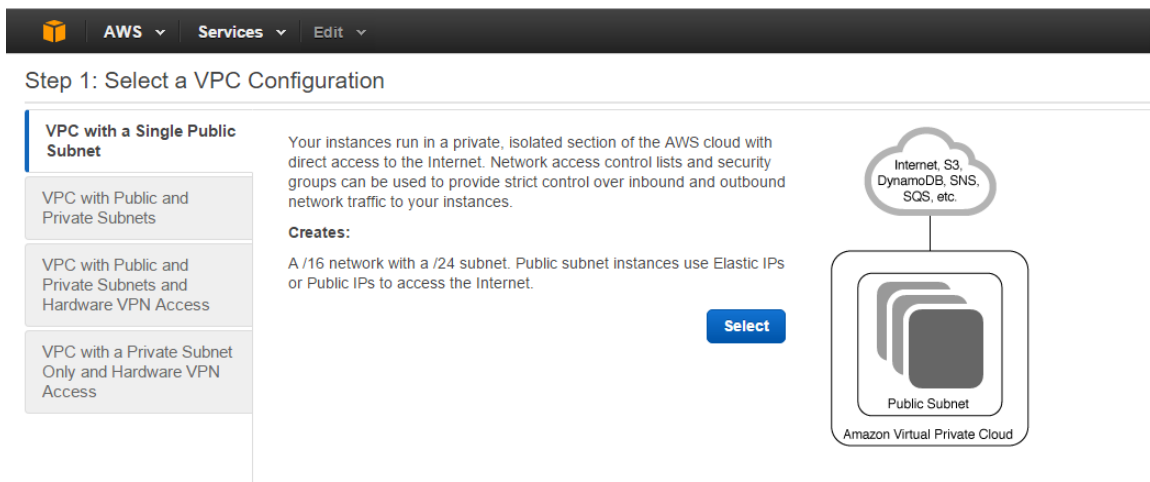 AWS Services Edit
Step 1: Select a VPC Configuration
VPC with a Single Public
Subnet
VPC with Public and
Private Subnets
VPC with Public and
Private Subnets and
Hardware VPN Access
VPC with a Private Subnet
Only and Hardware VPN
Access
Your instances run in a private, isolated section of the AWS cloud with
direct access to the Internet. Network access control lists and security
groups can be used to provide strict control over inbound and outbound
network traffic to your instances.
Creates:
A /16 network with a /24 subnet. Public subnet instances use Elastic IPs
or Public IPs to access the Internet.
Select
Internet, S3,
DynamoDB, SNS,
SQS, etc.
Public Subnet
Amazon Virtual Private Cloud